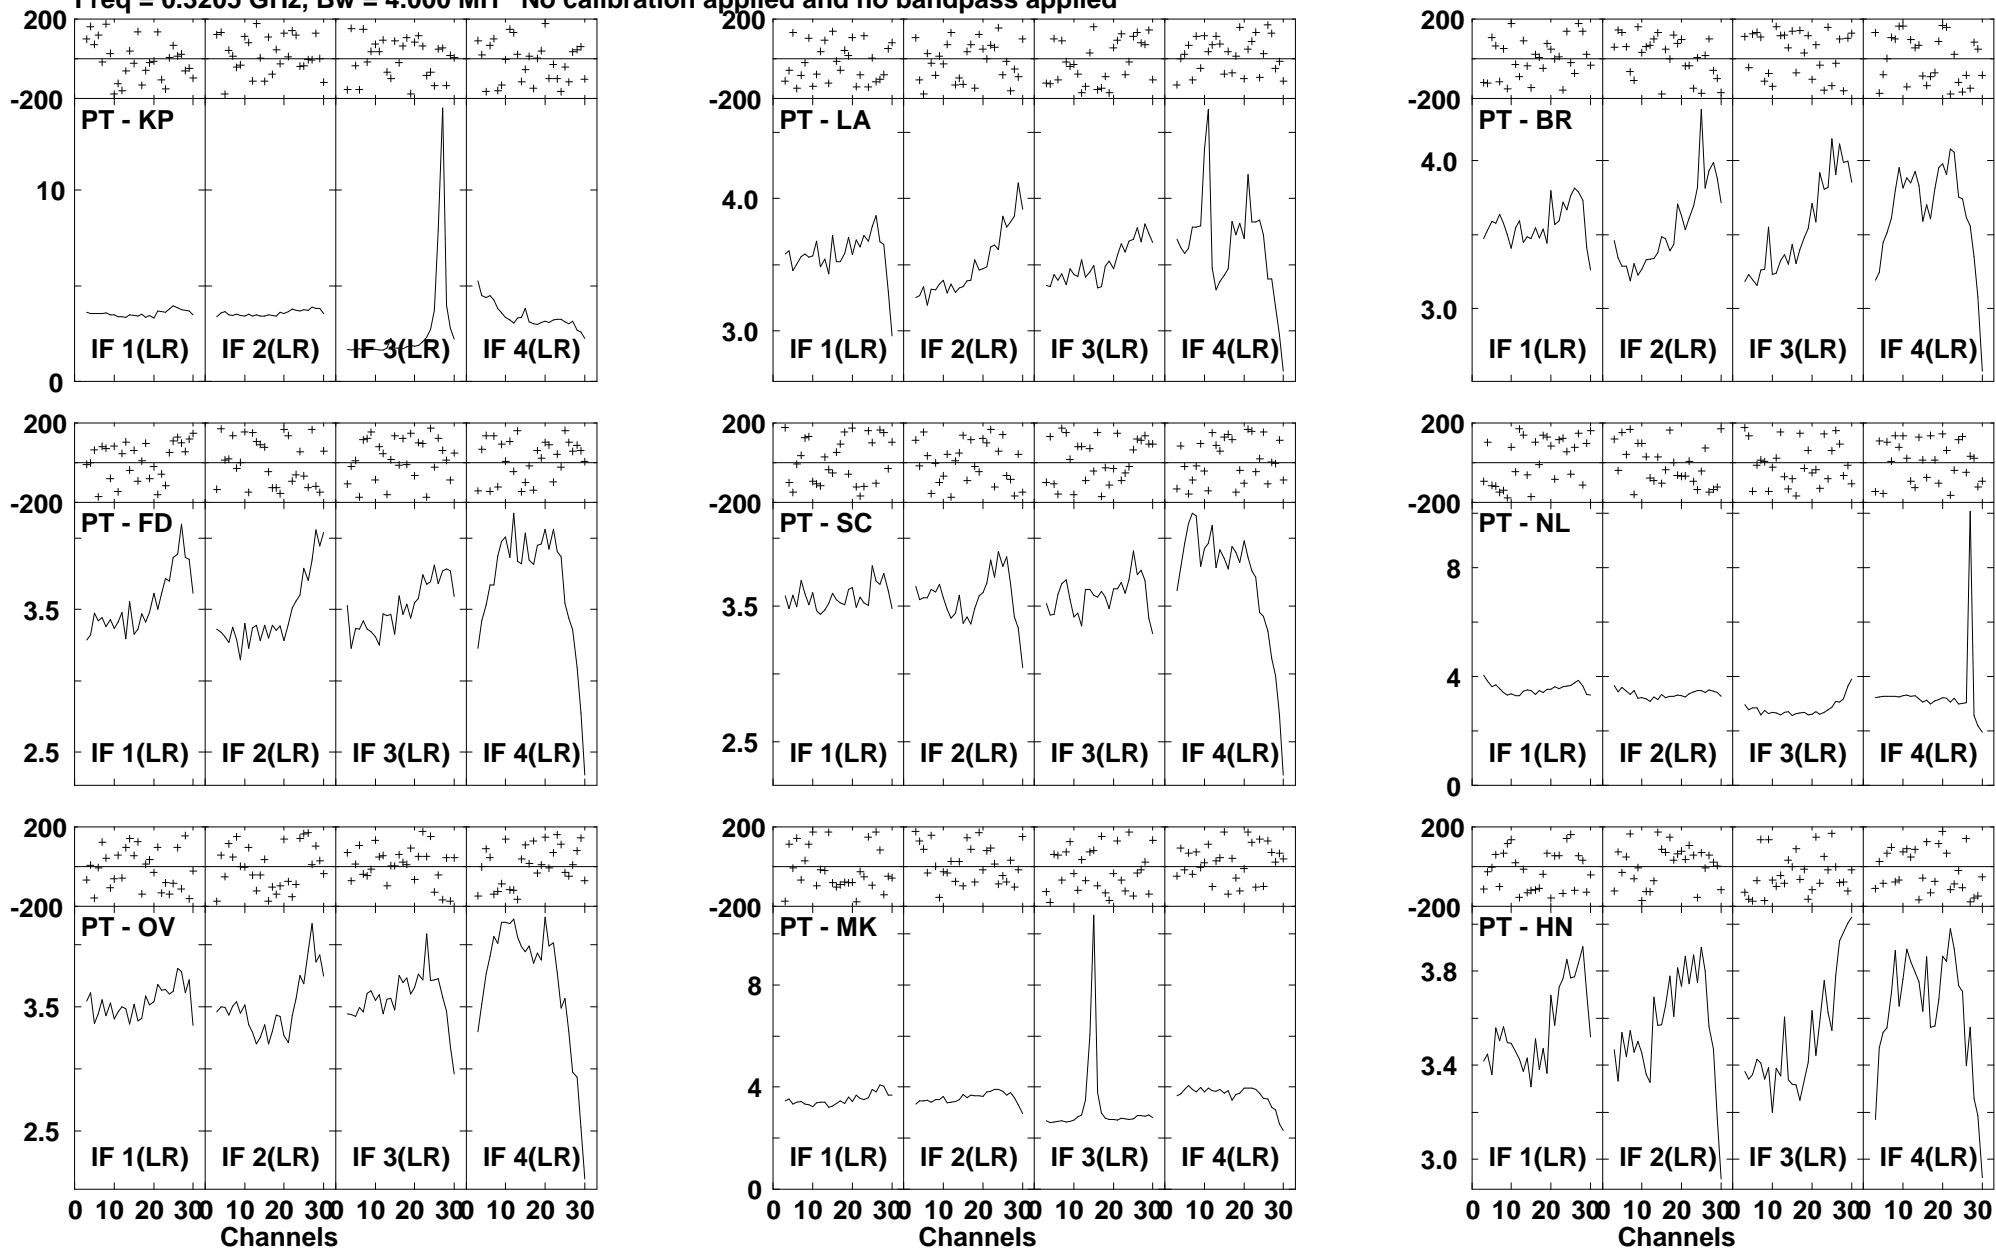 Freq = 0.3205 GHz, Bw = 4.000 MH No calibration applied and no bandpass applied
200 200 200
-200 -200 -200
PT - KP PT - LA PT - BR
10 4.0 4.0
3.0 3.0
IF 1(LR) IF 2(LR) IF 3(LR) IF 4(LR) IF 1(LR) IF 2(LR) IF 3(LR) IF 4(LR) IF 1(LR) IF 2(LR) IF 3(LR) IF 4(LR)
0
200 200 200
-200 -200 -200
PT - FD PT - SC PT - NL
8
3.5 3.5
4
2.5 2.5
IF 1(LR) IF 2(LR) IF 3(LR) IF 4(LR) IF 1(LR) IF 2(LR) IF 3(LR) IF 4(LR) IF 1(LR) IF 2(LR) IF 3(LR) IF 4(LR)
0
200 200 200
-200 -200 -200
PT - OV PT - MK PT - HN
3.5 8 3.8
4 3.4
2.5 3.0
IF 1(LR) IF 2(LR) IF 3(LR) IF 4(LR) IF 1(LR) IF 2(LR) IF 3(LR) IF 4(LR) IF 1(LR) IF 2(LR) IF 3(LR) IF 4(LR)
0
0 10 20 30 0 10 20 30 0 10 20 30 0 10 20 30 0 10 20 30 0 10 20 30 0 10 20 30 0 10 20 30 0 10 20 30 0 10 20 30 0 10 20 30 0 10 20 30
Channels Channels Channels